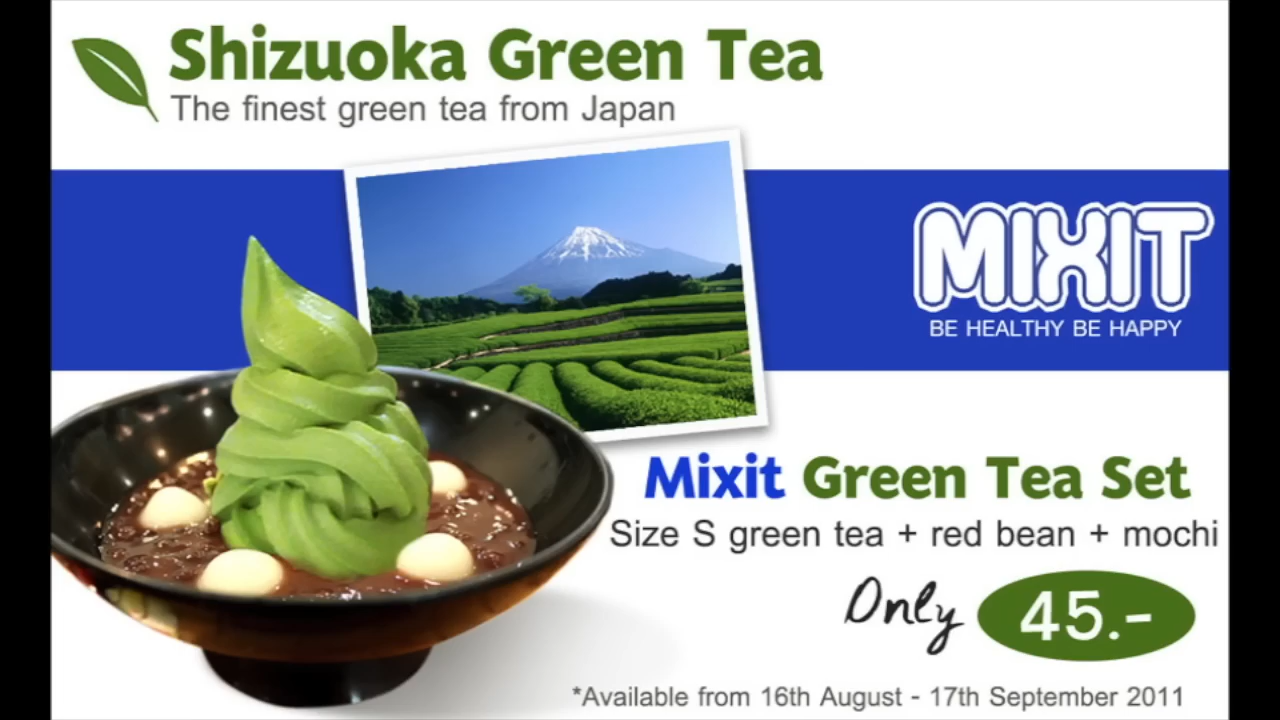 Shizuoka Green Tea
The finest green tea from Japan
MIXIT
BE HEALTHY BE HAPPY
Mixit Green Tea Set
Size S green tea + red bean + mochi
Only 45.-
*Available from 16th August - 17th September 2011